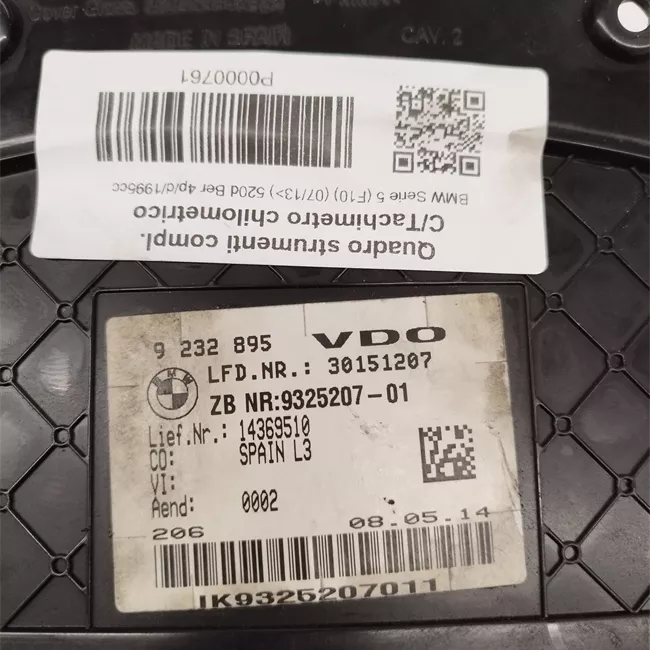 MADE IN SPAIN
CAV. 2
Quadro strumenti compl.
C/Tachimetro chilometrico
BMW Serie 5 (F10) (07/13>) 520d Ber 4p/d/1995cc
P0000761
9 232 895 VDO
LFD.NR.: 30151207
BMW
ZB NR:9325207-01
Lief.Nr.: 14369510
CO: SPAIN L3
VI:
Aend: 0002
206 08.05.14
IK9325207011